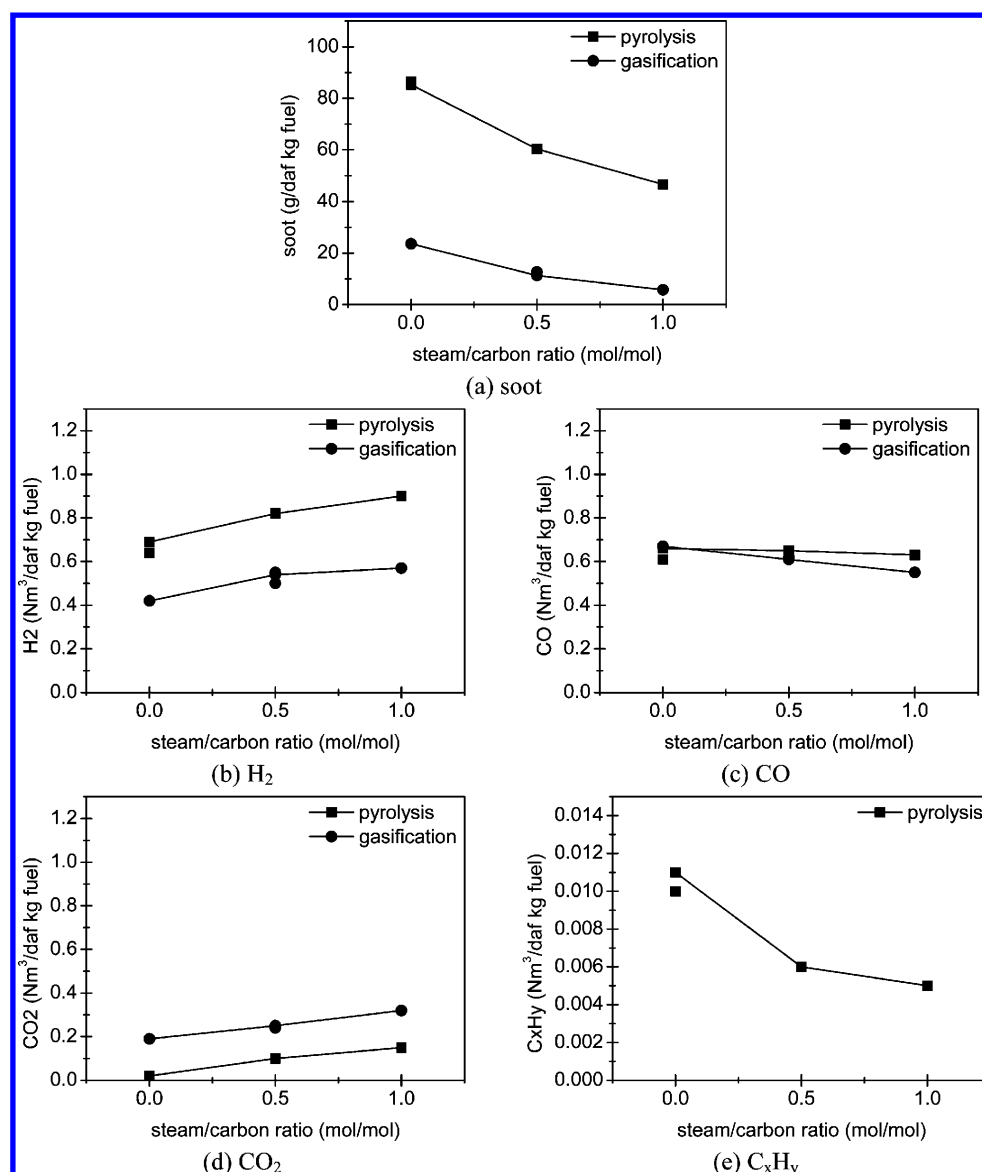 pyrolysis
gasification
soot (g/daf kg fuel)
100
80
60
40
20
0
0.0 0.5 1.0
steam/carbon ratio (mol/mol)
(a) soot
pyrolysis
gasification
H2 (Nm³/daf kg fuel)
1.2
1.0
0.8
0.6
0.4
0.2
0.0
0.0 0.5 1.0
steam/carbon ratio (mol/mol)
(b) H₂
pyrolysis
gasification
CO (Nm³/daf kg fuel)
1.2
1.0
0.8
0.6
0.4
0.2
0.0
0.0 0.5 1.0
steam/carbon ratio (mol/mol)
(c) CO
pyrolysis
gasification
CO2 (Nm³/daf kg fuel)
1.2
1.0
0.8
0.6
0.4
0.2
0.0
0.0 0.5 1.0
steam/carbon ratio (mol/mol)
(d) CO₂
pyrolysis
CxHy (Nm³/daf kg fuel)
0.014
0.012
0.010
0.008
0.006
0.004
0.002
0.000
0.0 0.5 1.0
steam/carbon ratio (mol/mol)
(e) CₓHᵧ